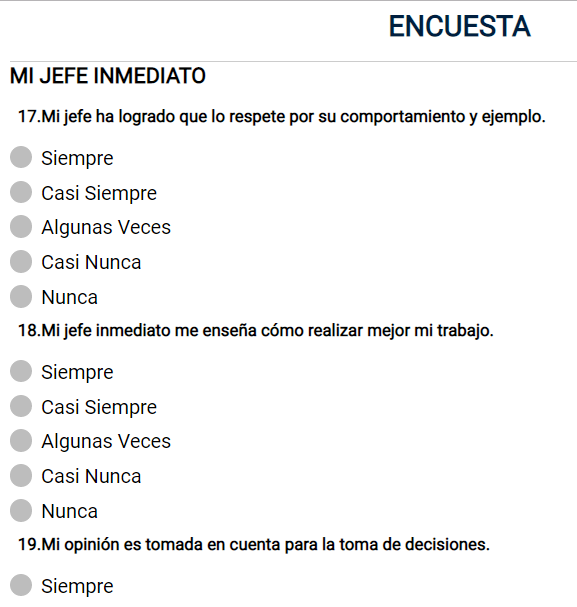 ENCUESTA
MI JEFE INMEDIATO
17.Mi jefe ha logrado que lo respete por su comportamiento y ejemplo.
Siempre
Casi Siempre
Algunas Veces
Casi Nunca
Nunca
18.Mi jefe inmediato me enseña cómo realizar mejor mi trabajo.
Siempre
Casi Siempre
Algunas Veces
Casi Nunca
Nunca
19.Mi opinión es tomada en cuenta para la toma de decisiones.
Siempre